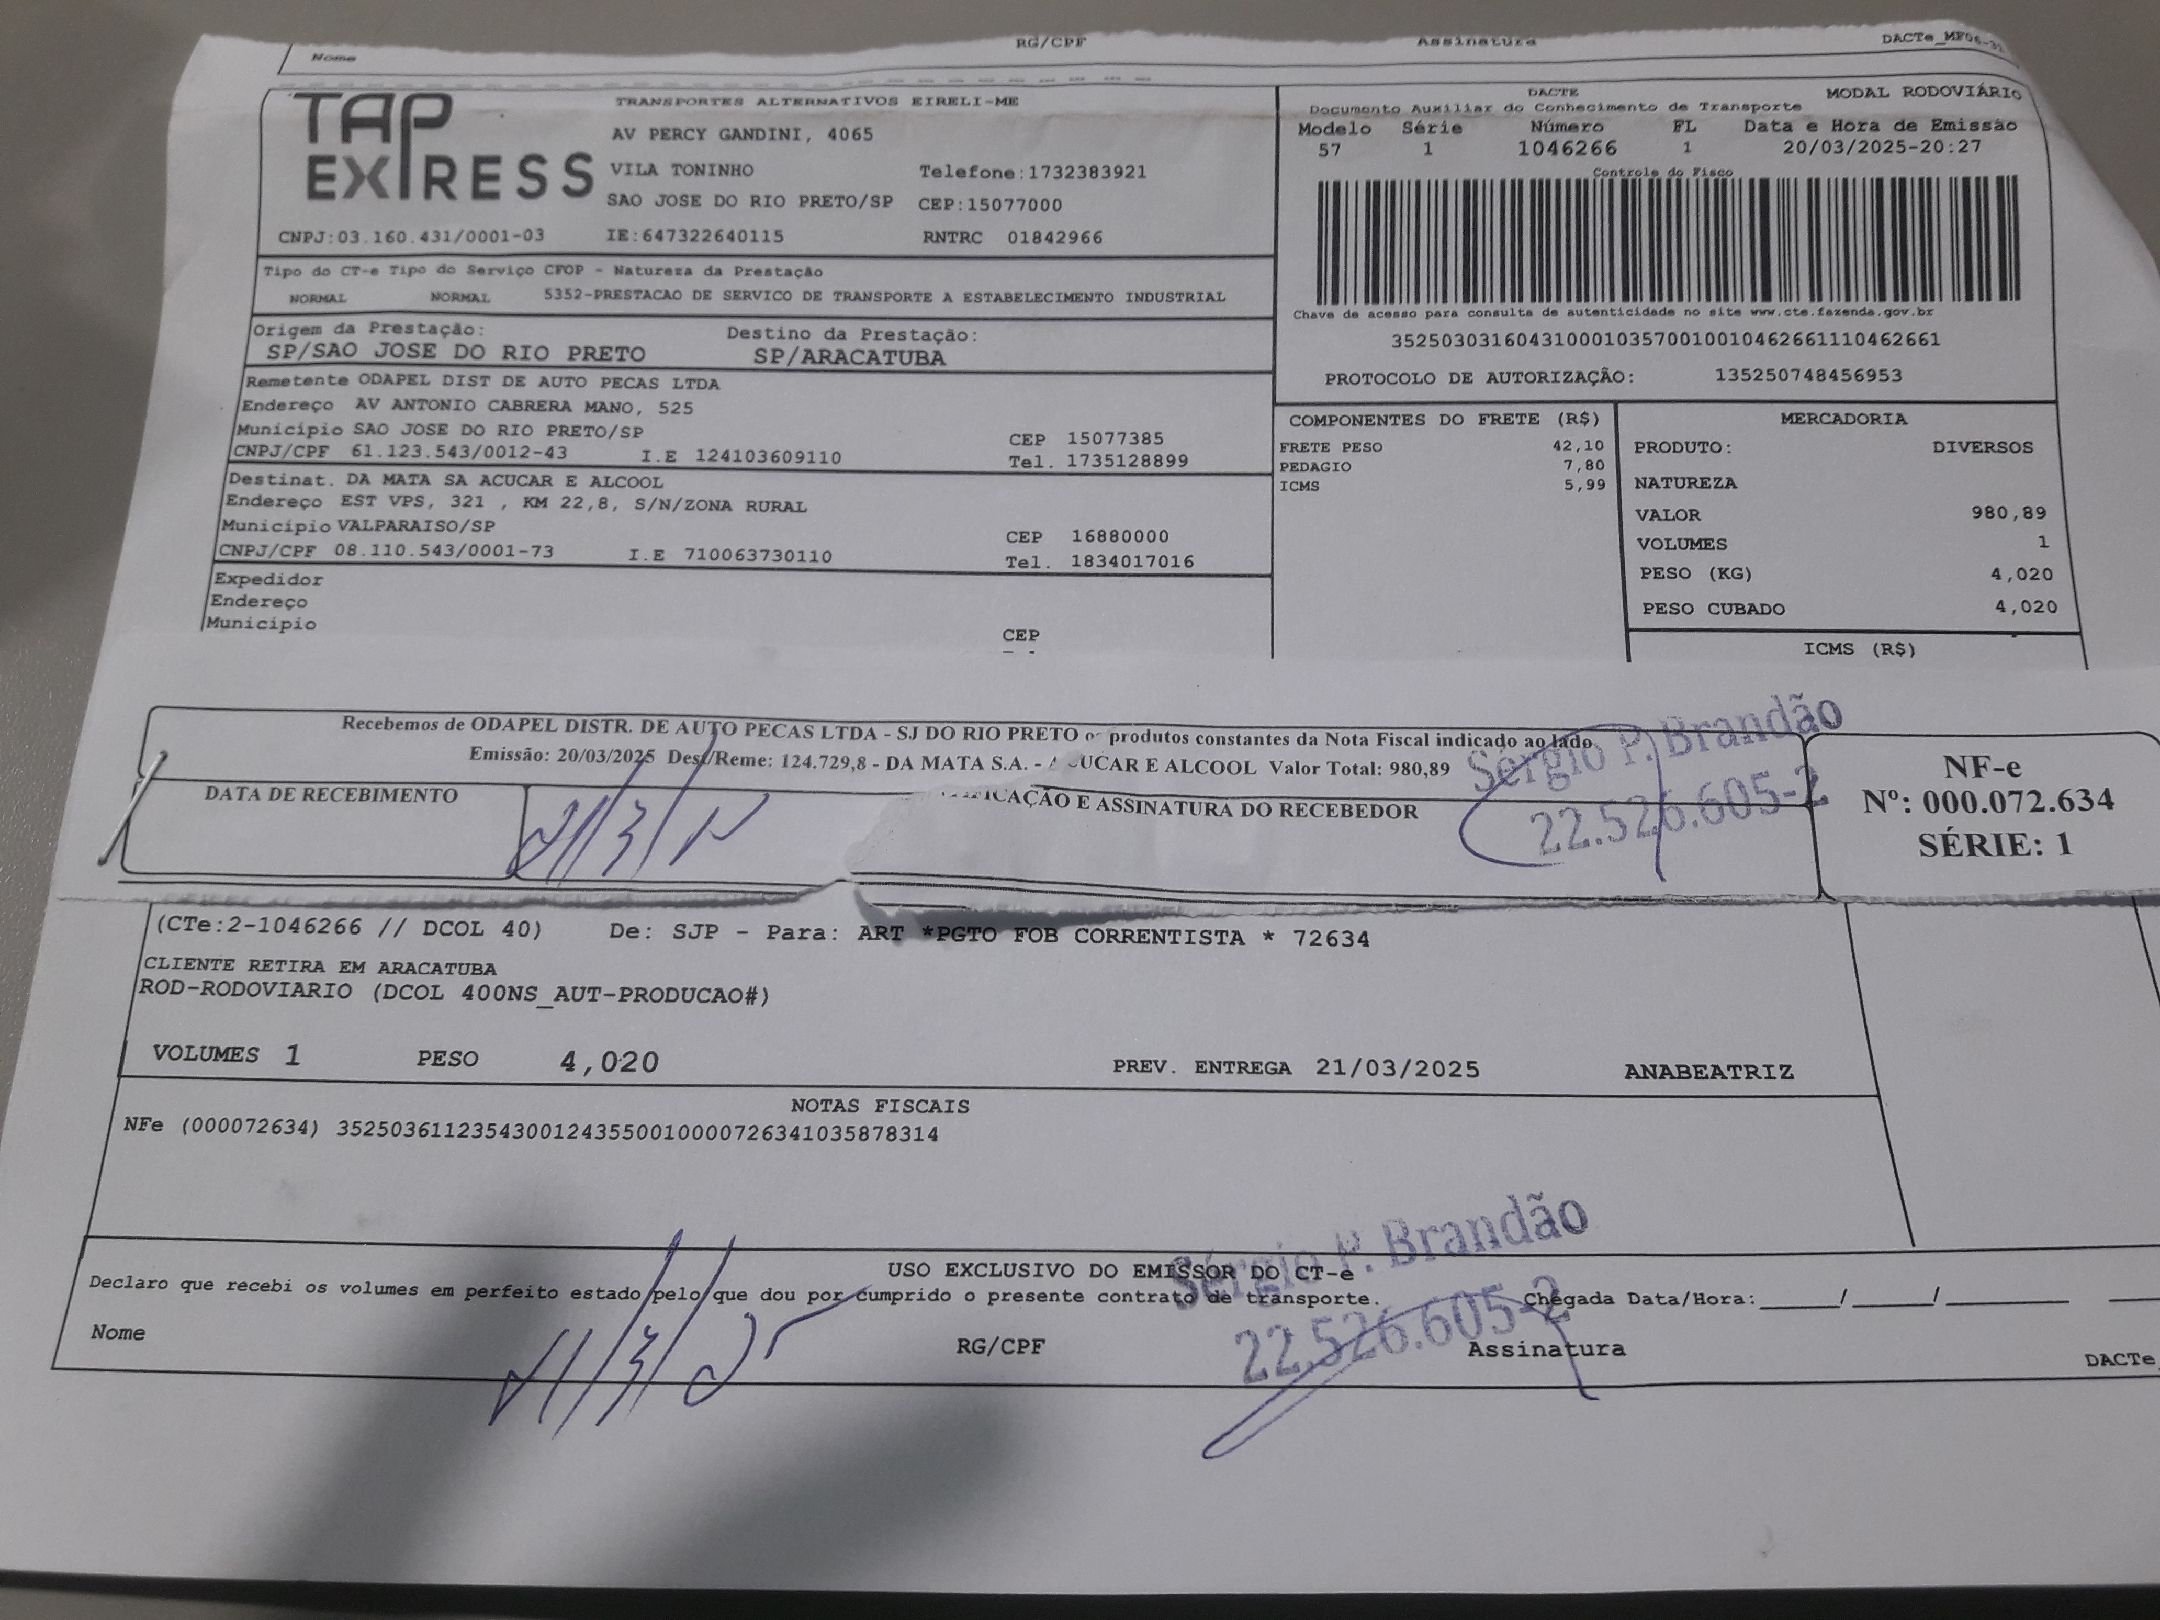 Nome RG/CPF Assinatura DACTe_MF06-31
TAP EXPRESS
TRANSPORTES ALTERNATIVOS EIRELI-ME
AV PERCY GANDINI, 4065
VILA TONINHO Telefone:1732383921
SAO JOSE DO RIO PRETO/SP CEP:15077000
CNPJ:03.160.431/0001-03 IE:647322640115 RNTRC 01842966
DACTE MODAL RODOVIÁRIO
Documento Auxiliar do Conhecimento de Transporte
Modelo Série Número FL Data e Hora de Emissão
57 1 1046266 1 20/03/2025-20:27
Controle do Fisco
Chave de acesso para consulta de autenticidade no site www.cte.fazenda.gov.br
35250303160431000103570010010462661110462661
PROTOCOLO DE AUTORIZAÇÃO: 135250748456953
Tipo do CT-e Tipo do Serviço CFOP - Natureza da Prestação
NORMAL NORMAL 5352-PRESTACAO DE SERVICO DE TRANSPORTE A ESTABELECIMENTO INDUSTRIAL
Origem da Prestação: Destino da Prestação:
SP/SAO JOSE DO RIO PRETO SP/ARACATUBA
Remetente ODAPEL DIST DE AUTO PECAS LTDA
Endereço AV ANTONIO CABRERA MANO, 525
Município SAO JOSE DO RIO PRETO/SP CEP 15077385
CNPJ/CPF 61.123.543/0012-43 I.E 124103609110 Tel. 1735128899
Destinat. DA MATA SA ACUCAR E ALCOOL
Endereço EST VPS, 321 , KM 22,8, S/N/ZONA RURAL
Município VALPARAISO/SP CEP 16880000
CNPJ/CPF 08.110.543/0001-73 I.E 710063730110 Tel. 1834017016
Expedidor
Endereço
Município CEP
COMPONENTES DO FRETE (R$)
FRETE PESO 42,10
PEDAGIO 7,80
ICMS 5,99
MERCADORIA
PRODUTO: DIVERSOS
NATUREZA
VALOR 980,89
VOLUMES 1
PESO (KG) 4,020
PESO CUBADO 4,020
ICMS (R$)
Recebemos de ODAPEL DISTR. DE AUTO PECAS LTDA - SJ DO RIO PRETO os produtos constantes da Nota Fiscal indicado ao lado
Emissão: 20/03/2025 Dest/Reme: 124.729,8 - DA MATA S.A. - AÇUCAR E ALCOOL Valor Total: 980,89
DATA DE RECEBIMENTO CAÇÃO E ASSINATURA DO RECEBEDOR
21/3/
Sérgio P. Brandão
22.526.605-2
NF-e
Nº: 000.072.634
SÉRIE: 1
(CTe:2-1046266 // DCOL 40) De: SJP - Para: ART *PGTO FOB CORRENTISTA * 72634
CLIENTE RETIRA EM ARACATUBA
ROD-RODOVIARIO (DCOL 400NS_AUT-PRODUCAO#)
VOLUMES 1 PESO 4,020 PREV. ENTREGA 21/03/2025 ANABEATRIZ
NOTAS FISCAIS
NFe (000072634) 35250361123543001243550010000726341035878314
USO EXCLUSIVO DO EMISSOR DO CT-e
Declaro que recebi os volumes em perfeito estado pelo que dou por cumprido o presente contrato de transporte. Chegada Data/Hora:____/____/______
Nome RG/CPF Assinatura DACTe
21/3/25
Sérgio P. Brandão
22.526.605-2